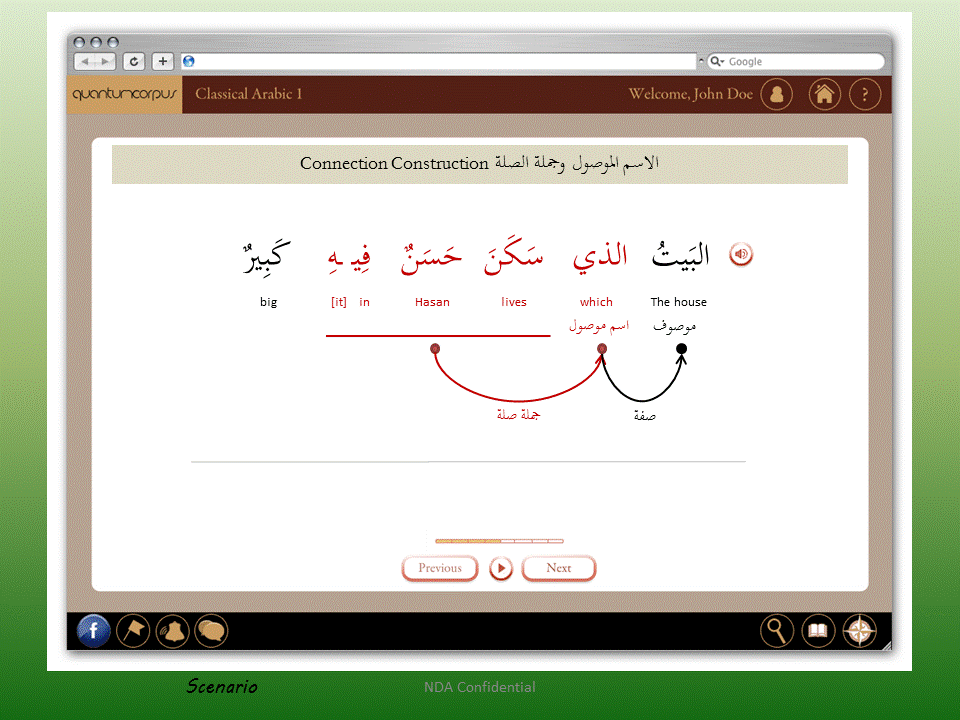 Google
quantumcorpus Classical Arabic 1 Welcome, John Doe ?
Connection Construction الاسم الموصول وجملة الصلة
البَيتُ الذي سَكَنَ حَسَنٌ فِيـهِ كَبِيرٌ
big [it] in Hasan lives which The house
موصوف اسم موصول
جملة صلة صفة
Previous Next
f
Scenario NDA Confidential